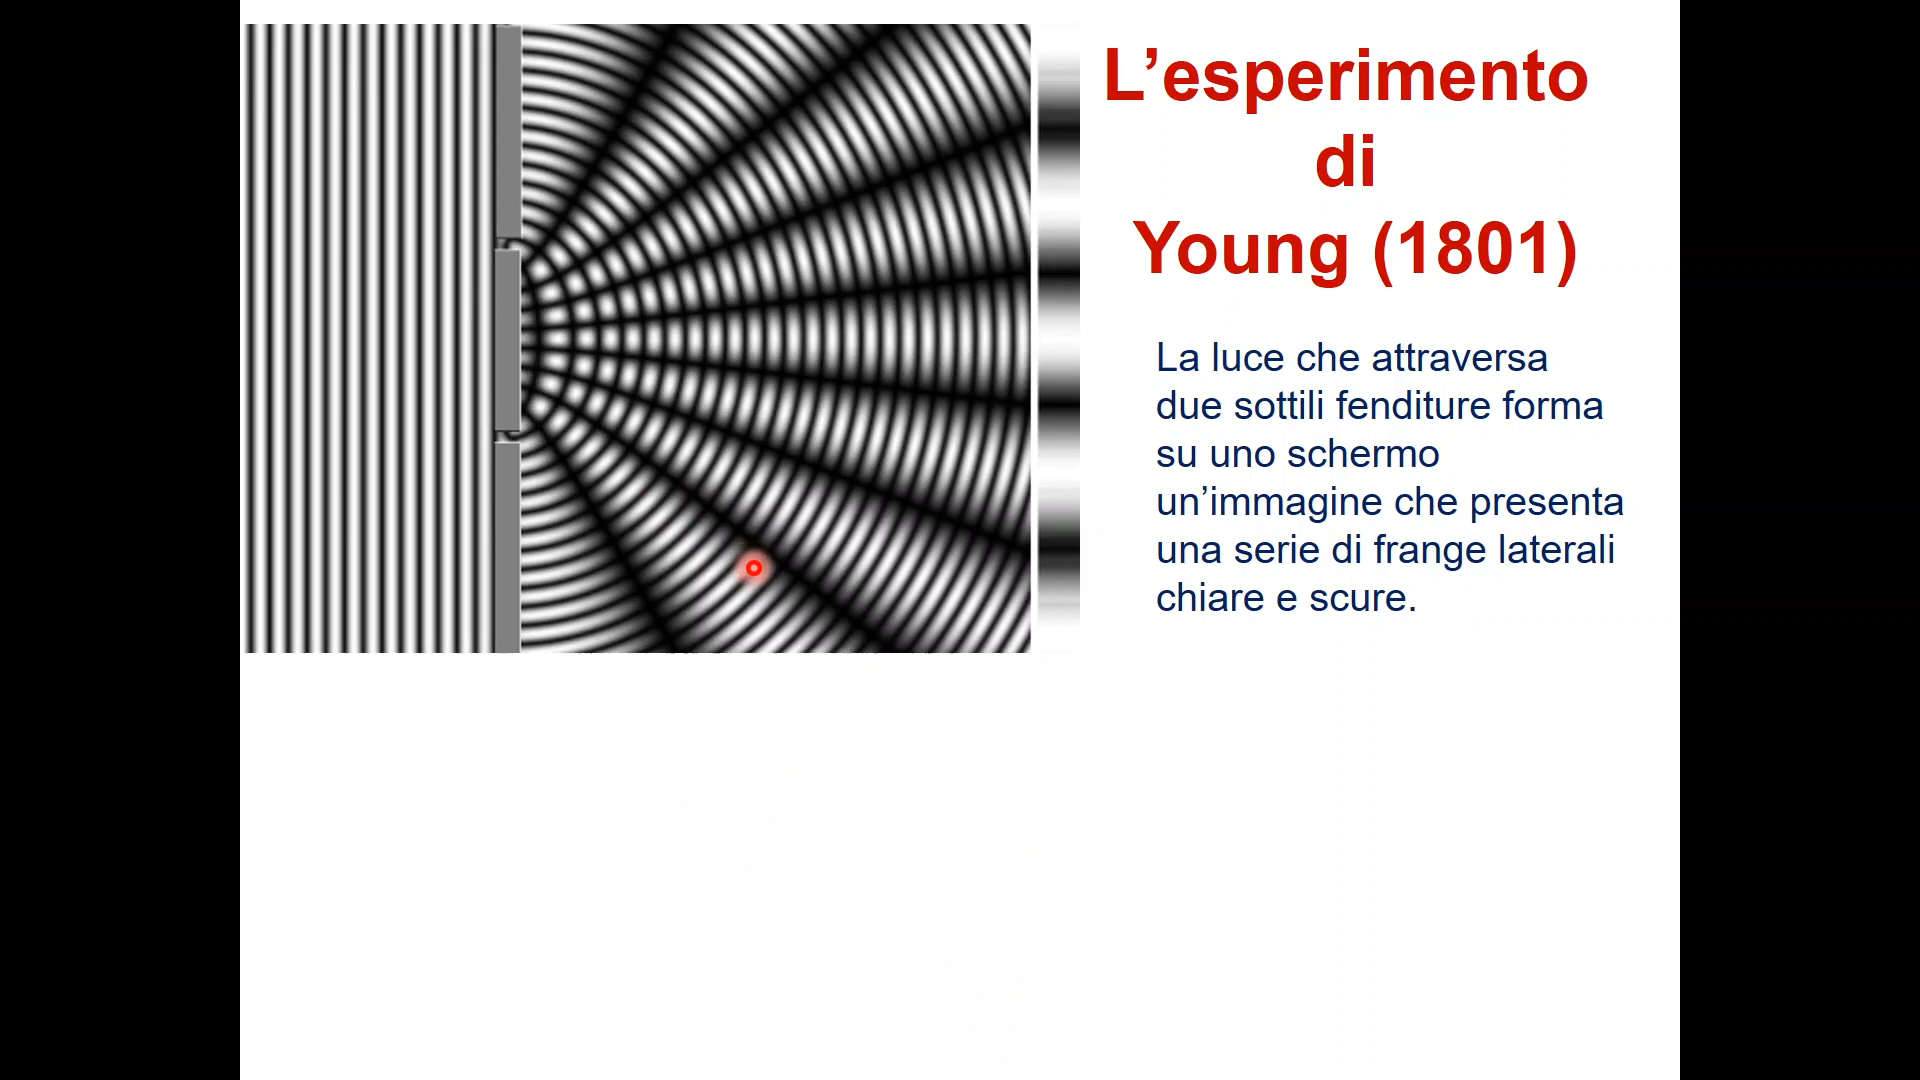 L’esperimento
di
Young (1801)
La luce che attraversa
due sottili fenditure forma
su uno schermo
un’immagine che presenta
una serie di frange laterali
chiare e scure.